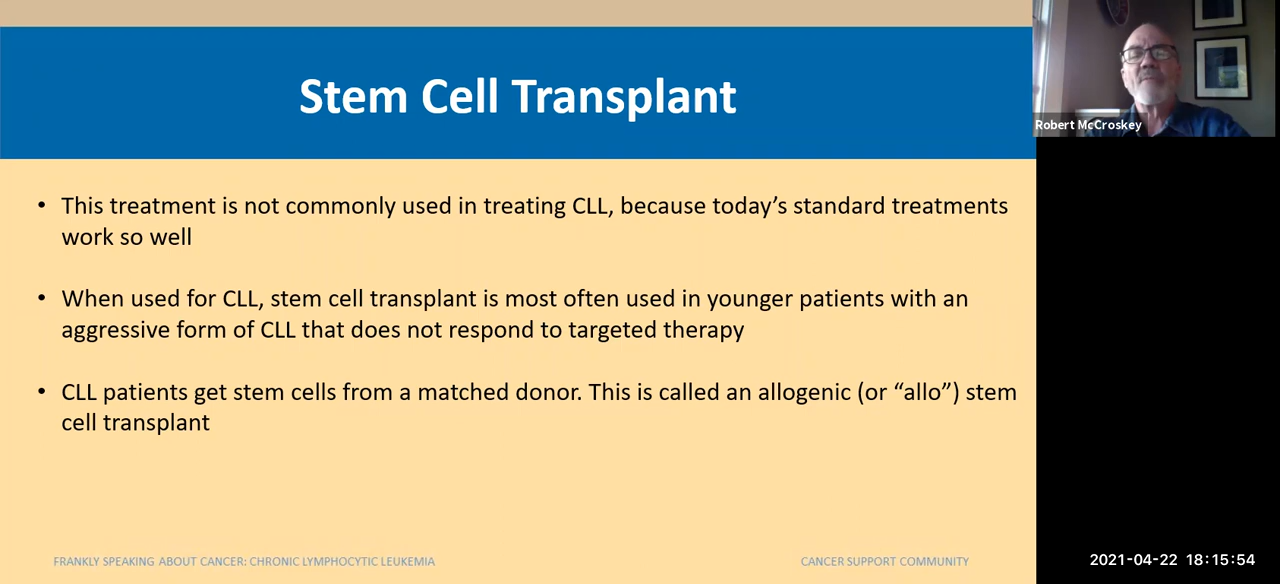 Stem Cell Transplant
Robert McCroskey
• This treatment is not commonly used in treating CLL, because today’s standard treatments
work so well
• When used for CLL, stem cell transplant is most often used in younger patients with an
aggressive form of CLL that does not respond to targeted therapy
• CLL patients get stem cells from a matched donor. This is called an allogenic (or “allo”) stem
cell transplant
FRANKLY SPEAKING ABOUT CANCER: CHRONIC LYMPHOCYTIC LEUKEMIA
CANCER SUPPORT COMMUNITY
2021-04-22 18:15:54